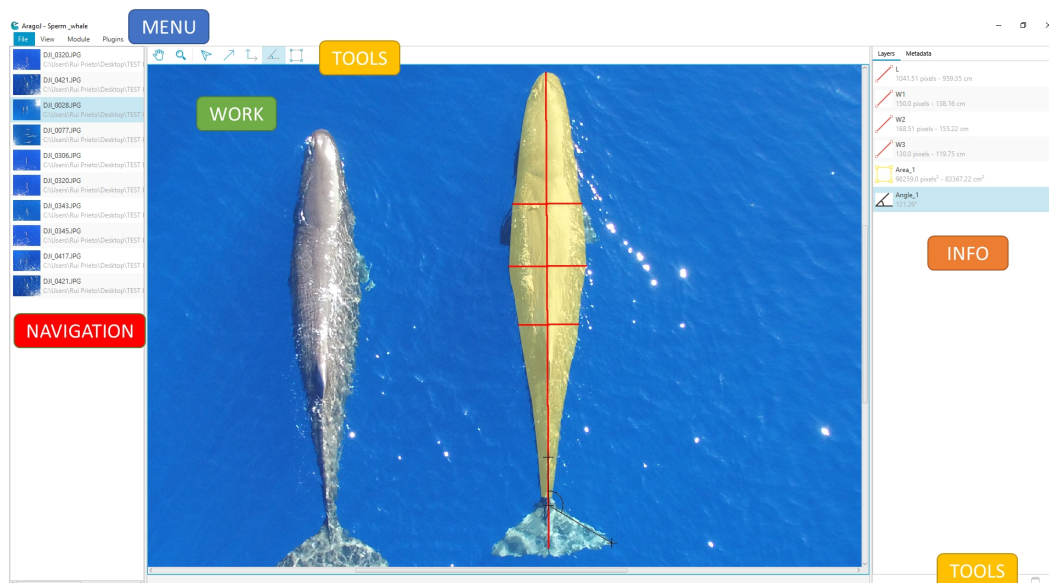 AragoJ - Sperm_whale
MENU
File View Module Plugins
TOOLS
DJI_0320.JPG
C:\Users\Rui Prieto\Desktop\TEST
DJI_0421.JPG
C:\Users\Rui Prieto\Desktop\TEST
DJI_0028.JPG
C:\Users\Rui Prieto\Desktop\TEST
DJI_0077.JPG
C:\Users\Rui Prieto\Desktop\TEST
DJI_0306.JPG
C:\Users\Rui Prieto\Desktop\TEST
DJI_0320.JPG
C:\Users\Rui Prieto\Desktop\TEST
DJI_0343.JPG
C:\Users\Rui Prieto\Desktop\TEST
DJI_0345.JPG
C:\Users\Rui Prieto\Desktop\TEST
DJI_0417.JPG
C:\Users\Rui Prieto\Desktop\TEST
DJI_0421.JPG
C:\Users\Rui Prieto\Desktop\TEST
NAVIGATION
WORK
Layers Metadata
L
1041.51 pixels - 959.35 cm
W1
150.0 pixels - 138.16 cm
W2
168.51 pixels - 155.22 cm
W3
130.0 pixels - 119.75 cm
Area_1
98259.0 pixels² - 83367.22 cm²
Angle_1
121.26°
INFO
TOOLS